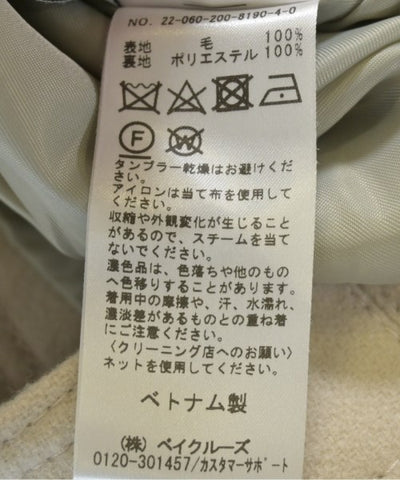 NO. 22-060-200-8190-4-0
表地 毛 100%
裏地 ポリエステル 100%
F W
タンブラー乾燥はお避けくだ
さい。
アイロンは当て布を使用して
ください。
収縮や外観変化が生じること
があるので、スチームを当て
ないでください。
濃色品は、色落ちや他のもの
へ色移りすることがあります。
着用中の摩擦や、汗、水濡れ、
濃淡差があるものとの重ね着
にご注意ください。
〈クリーニング店へのお願い〉
ネットを使用してください。
ベトナム製
(株) ベイクルーズ
0120-301457/カスタマーサポート